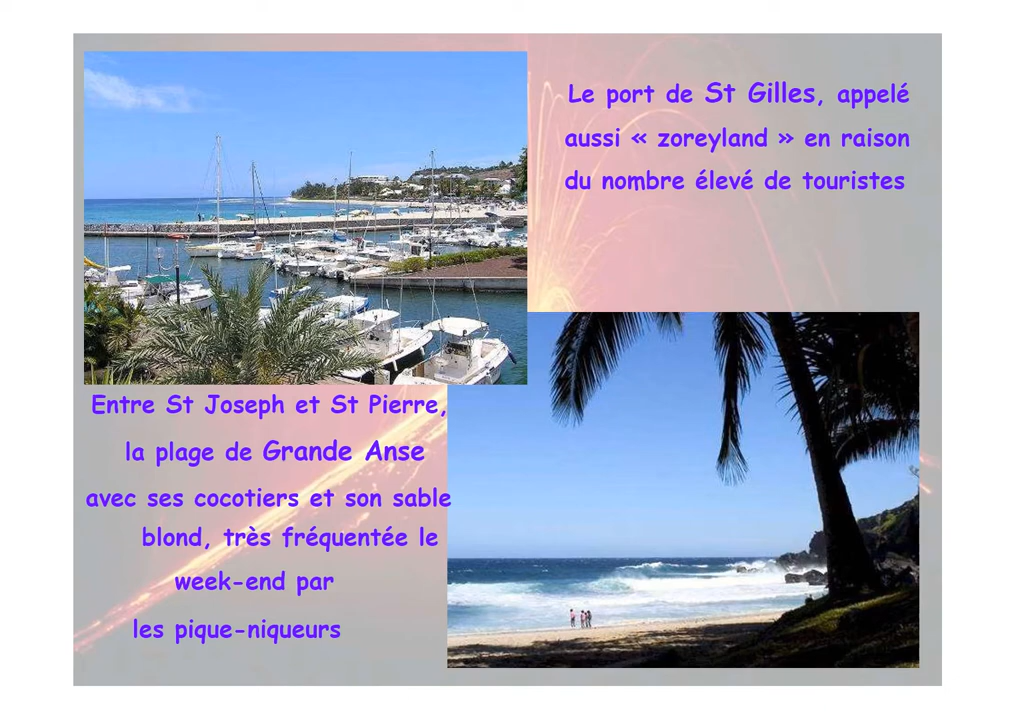 Le port de St Gilles, appelé
aussi « zoreyland » en raison
du nombre élevé de touristes
Entre St Joseph et St Pierre,
la plage de Grande Anse
avec ses cocotiers et son sable
blond, très fréquentée le
week-end par
les pique-niqueurs